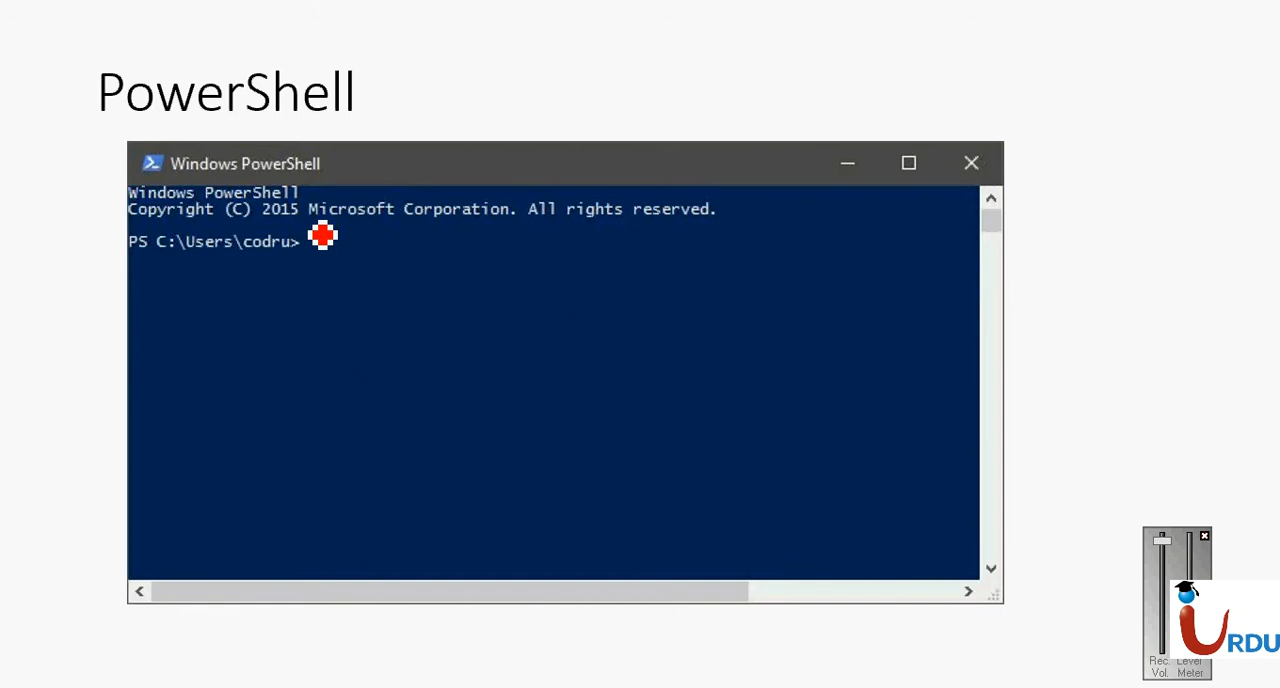 PowerShell
Windows PowerShell
Windows PowerShell
Copyright (C) 2015 Microsoft Corporation. All rights reserved.
PS C:\Users\codru>
Rec. Level
Vol. Meter
iURDU